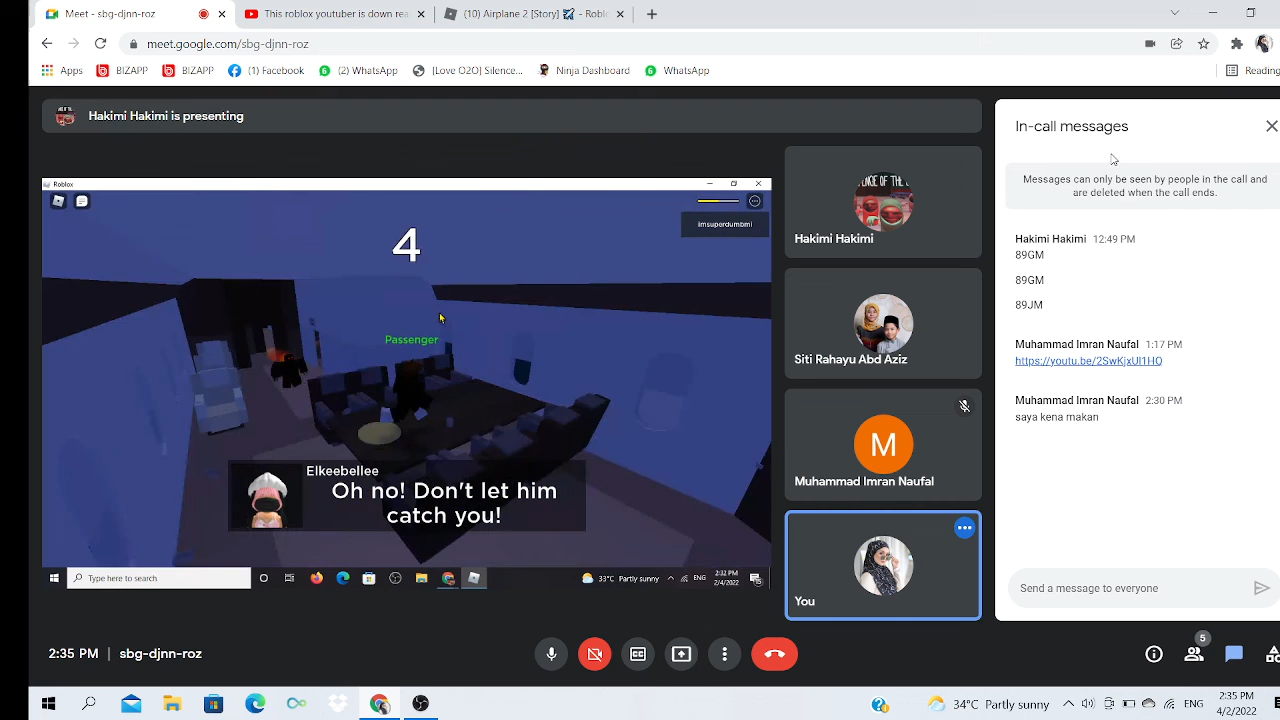 Meet - sbg-djnn-roz
This roblox youtuber is down rea
(10) Airplane 2 [Story] - Roblo
meet.google.com/sbg-djnn-roz
Apps
BIZAPP
BIZAPP
(1) Facebook
(2) WhatsApp
[Love O2O] Silence...
Ninja Dashboard
WhatsApp
Reading
Hakimi Hakimi is presenting
Roblox
4
imsuperdumbmi
Passenger
Elkeebellee
Oh no! Don't let him
catch you!
Type here to search
33°C Partly sunny
ENG
2:32 PM
2/4/2022
Hakimi Hakimi
Siti Rahayu Abd Aziz
M
Muhammad Imran Naufal
You
In-call messages
Messages can only be seen by people in the call and
are deleted when the call ends.
Hakimi Hakimi 12:49 PM
89GM
89GM
89JM
Muhammad Imran Naufal 1:17 PM
https://youtu.be/2SwKjxUI1HQ
Muhammad Imran Naufal 2:30 PM
saya kena makan
Send a message to everyone
2:35 PM | sbg-djnn-roz
5
34°C Partly sunny
ENG
2:35 PM
4/2/2022